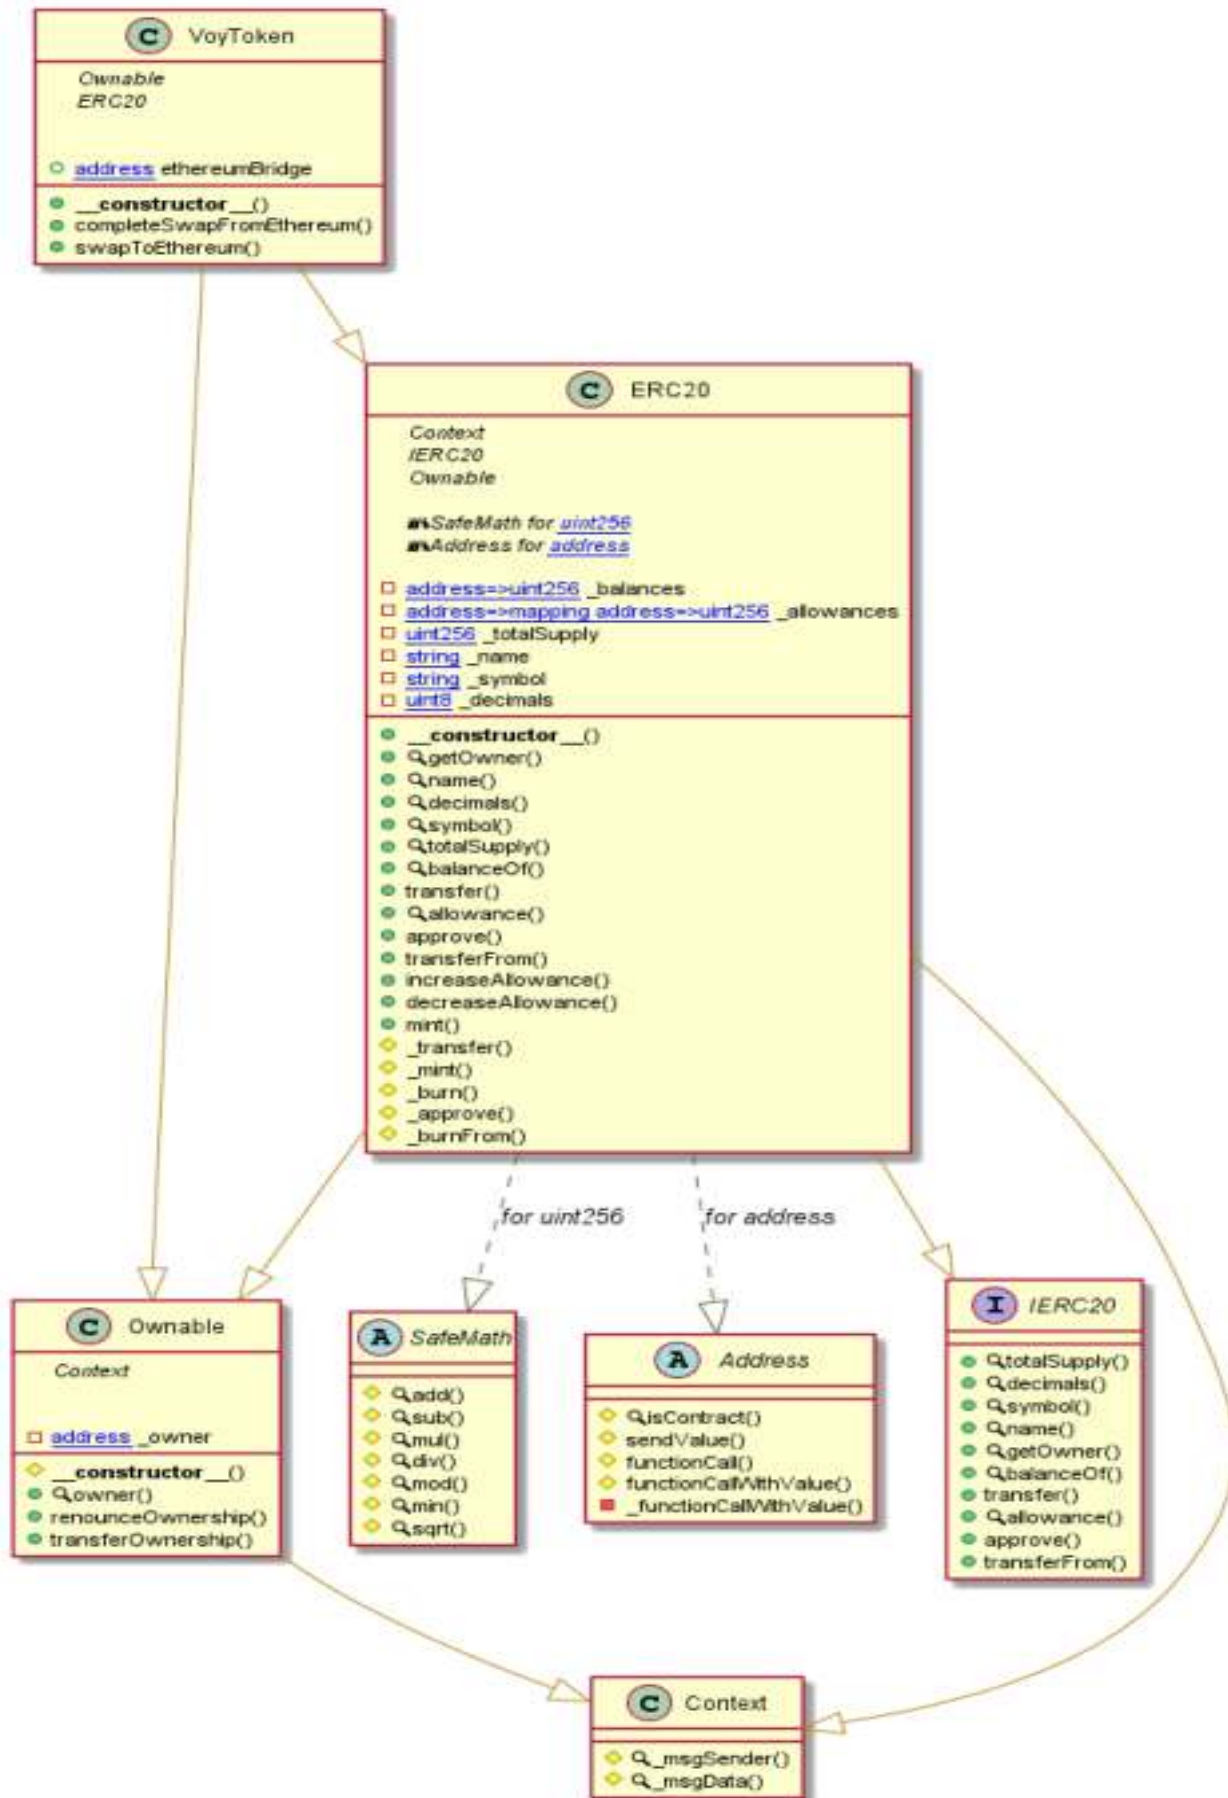 C VoyToken
Ownable
ERC20
address ethereumBridge
__constructor__()
completeSwapFromEthereum()
swapToEthereum()
C ERC20
Context
IERC20
Ownable
SafeMath for uint256
Address for address
address=>uint256 _balances
address=>mapping address=>uint256 _allowances
uint256 _totalSupply
string _name
string _symbol
uint8 _decimals
__constructor__()
getOwner()
name()
decimals()
symbol()
totalSupply()
balanceOf()
transfer()
allowance()
approve()
transferFrom()
increaseAllowance()
decreaseAllowance()
mint()
_transfer()
_mint()
_burn()
_approve()
_burnFrom()
for uint256
for address
C Ownable
Context
address _owner
__constructor__()
owner()
renounceOwnership()
transferOwnership()
A SafeMath
add()
sub()
mul()
div()
mod()
min()
sqrt()
A Address
isContract()
sendValue()
functionCall()
functionCallWithValue()
_functionCallWithValue()
I IERC20
totalSupply()
decimals()
symbol()
name()
getOwner()
balanceOf()
transfer()
allowance()
approve()
transferFrom()
C Context
_msgSender()
_msgData()